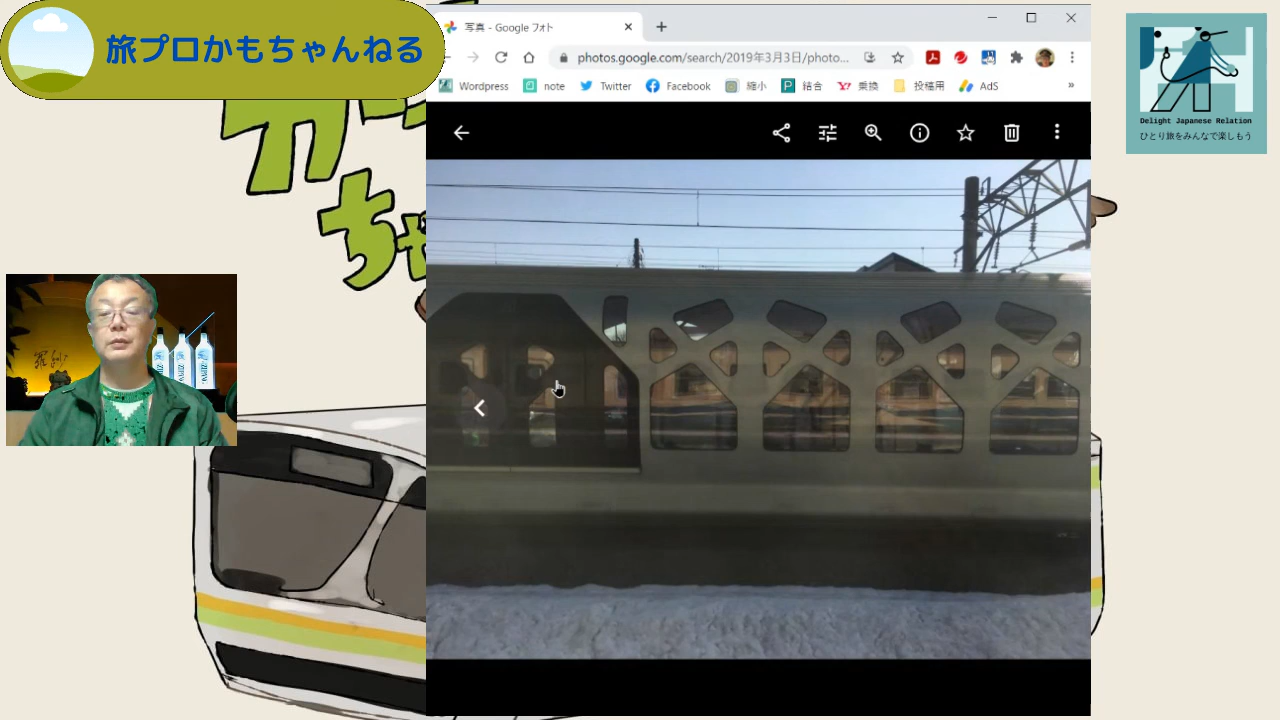 旅プロかもちゃんねる
写真 - Google フォト
photos.google.com/search/2019年3月3日/photo...
Wordpress
note
Twitter
Facebook
縮小
結合
乗換
投稿用
AdS
»
Delight Japanese Relation
ひとり旅をみんなで楽しもう
ちゃ